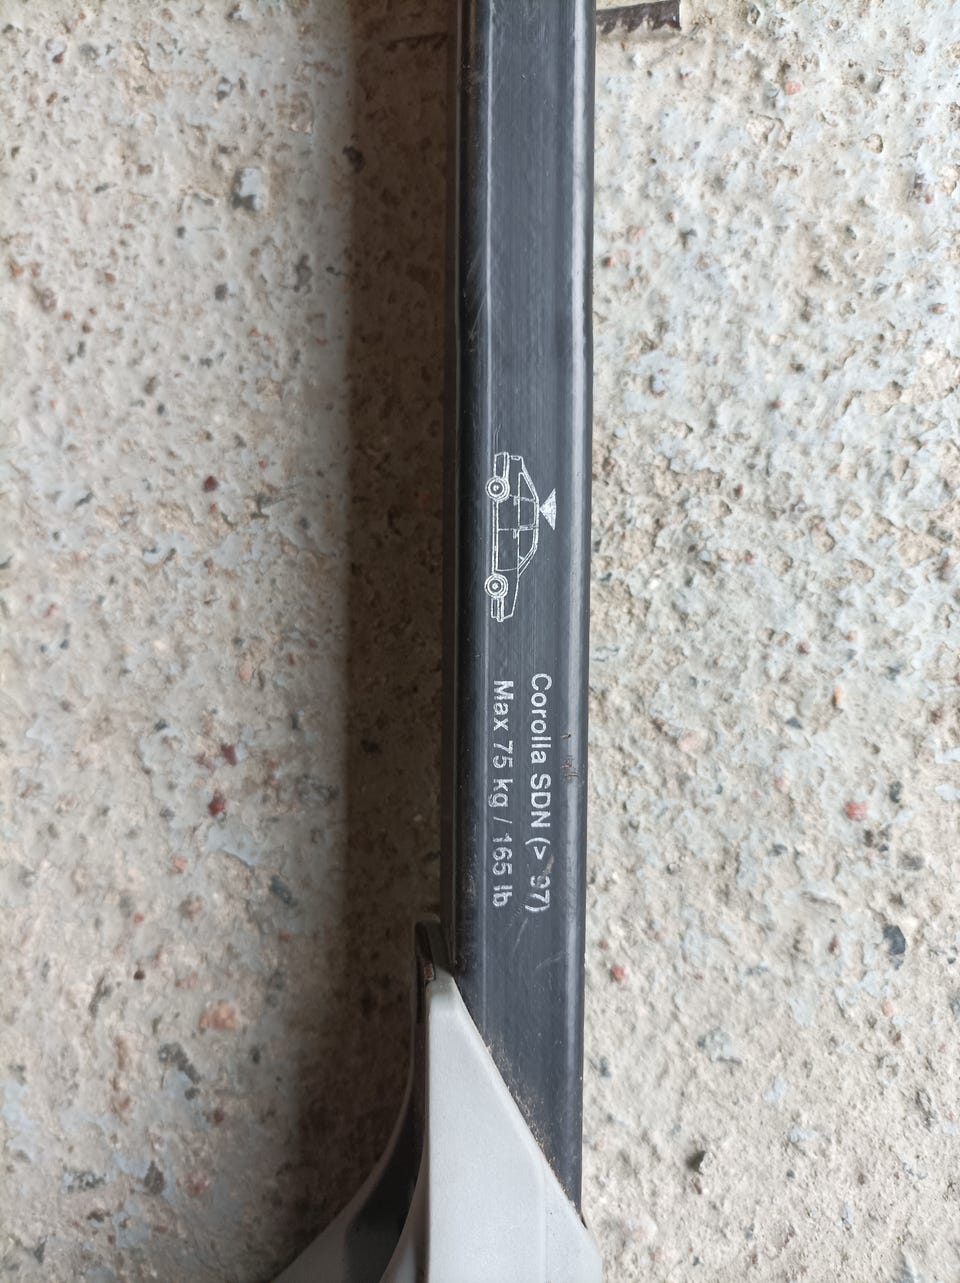 Corolla SDN (> 97)
Max 75 kg / 165 lb